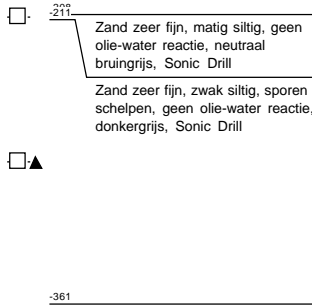 -211
Zand zeer fijn, matig siltig, geen
olie-water reactie, neutraal
bruingrijs, Sonic Drill
Zand zeer fijn, zwak siltig, sporen
schelpen, geen olie-water reactie,
donkergrijs, Sonic Drill
-361